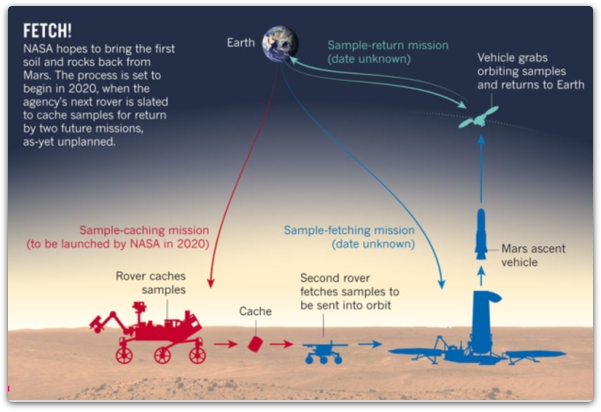 FETCH!
NASA hopes to bring the first
soil and rocks back from
Mars. The process is set to
begin in 2020, when the
agency's next rover is slated
to cache samples for return
by two future missions,
as-yet unplanned.
Earth
Sample-return mission
(date unknown)
Vehicle grabs
orbiting samples
and returns to Earth
Sample-caching mission
(to be launched by NASA in 2020)
Sample-fetching mission
(date unknown)
Mars ascent
vehicle
Rover caches
samples
Cache
Second rover
fetches samples to
be sent into orbit